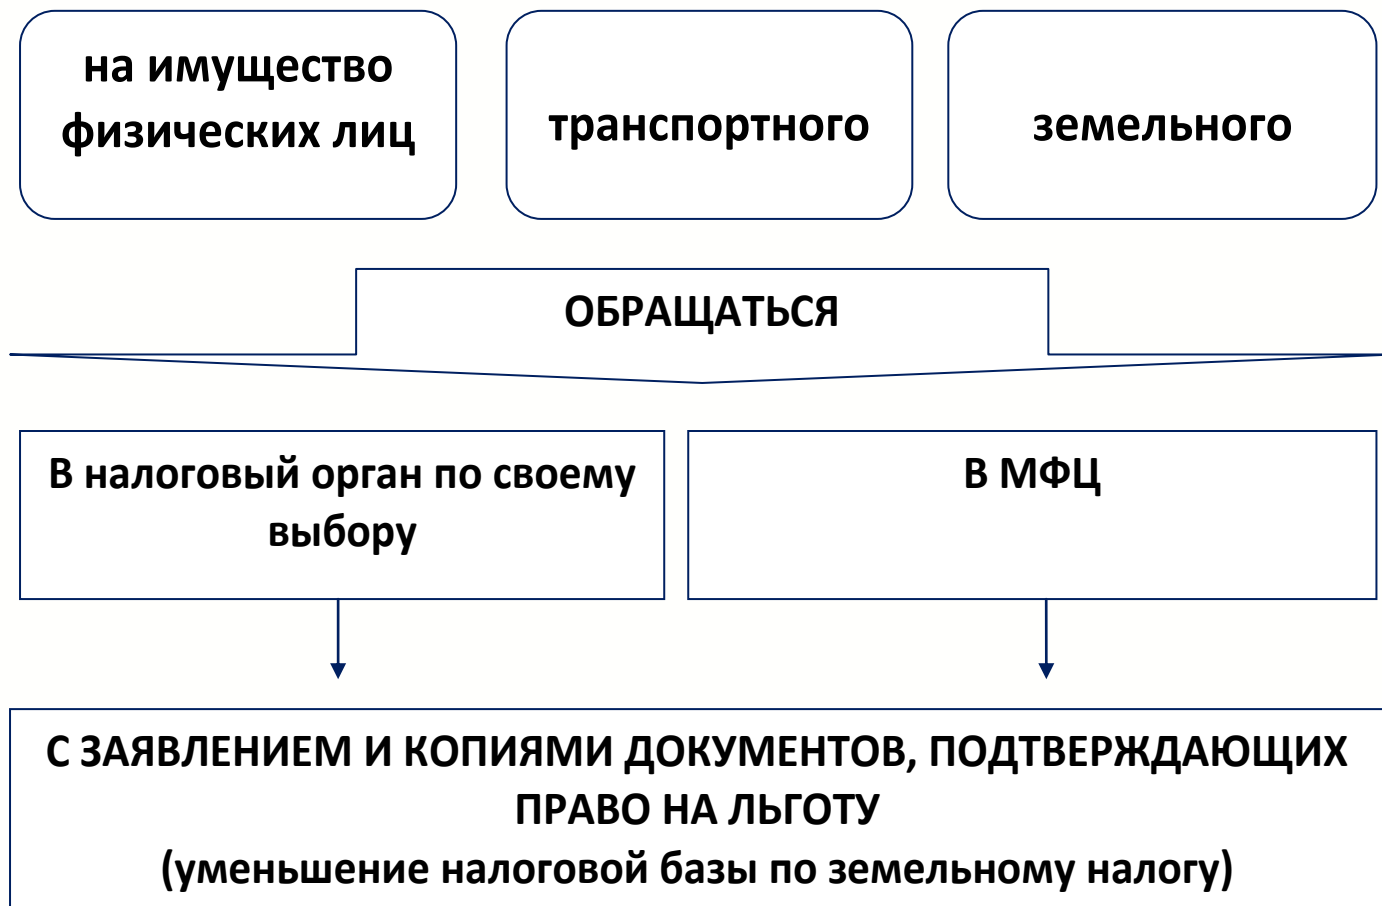 на имущество
физических лиц
транспортного
земельного
ОБРАЩАТЬСЯ
В налоговый орган по своему
выбору
В МФЦ
С ЗАЯВЛЕНИЕМ И КОПИЯМИ ДОКУМЕНТОВ, ПОДТВЕРЖДАЮЩИХ
ПРАВО НА ЛЬГОТУ
(уменьшение налоговой базы по земельному налогу)